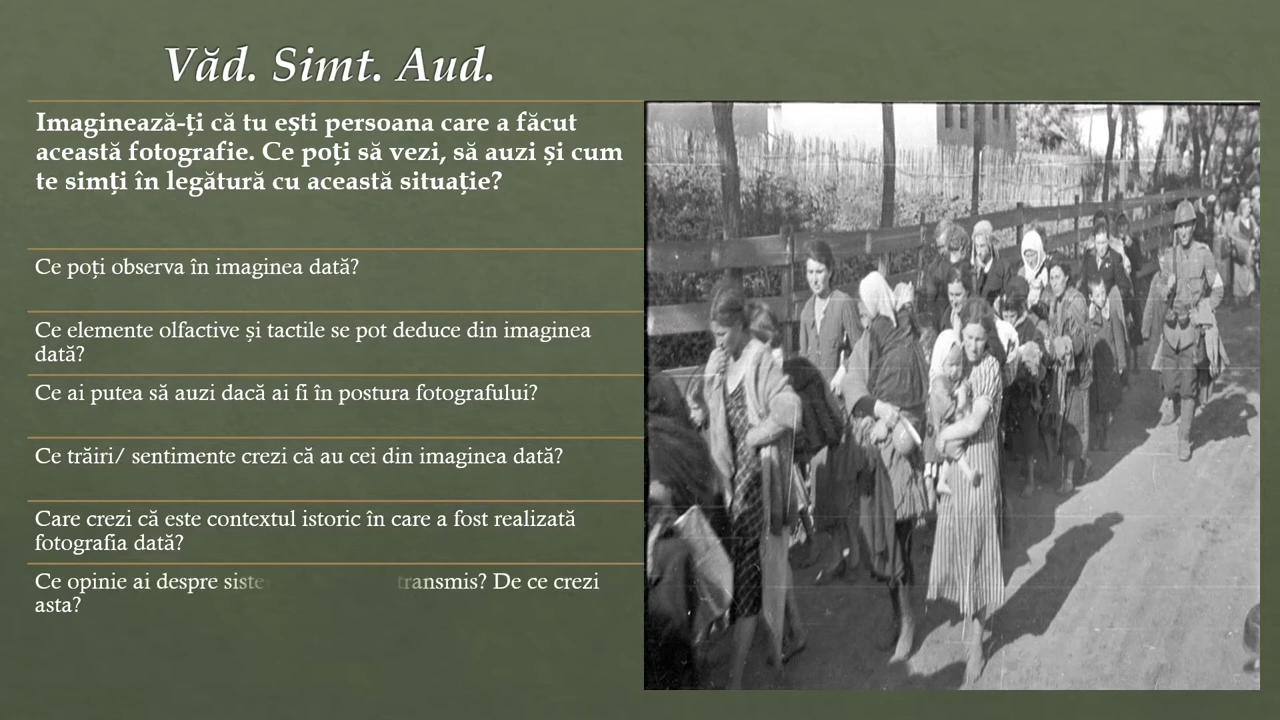 Văd. Simt. Aud.
Imaginează-ți că tu ești persoana care a făcut
această fotografie. Ce poți să vezi, să auzi și cum
te simți în legătură cu această situație?
Ce poți observa în imaginea dată?
Ce elemente olfactive și tactile se pot deduce din imaginea
dată?
Ce ai putea să auzi dacă ai fi în postura fotografului?
Ce trăiri/ sentimente crezi că au cei din imaginea dată?
Care crezi că este contextul istoric în care a fost realizată
fotografia dată?
Ce opinie ai despre transmis? De ce crezi
asta?